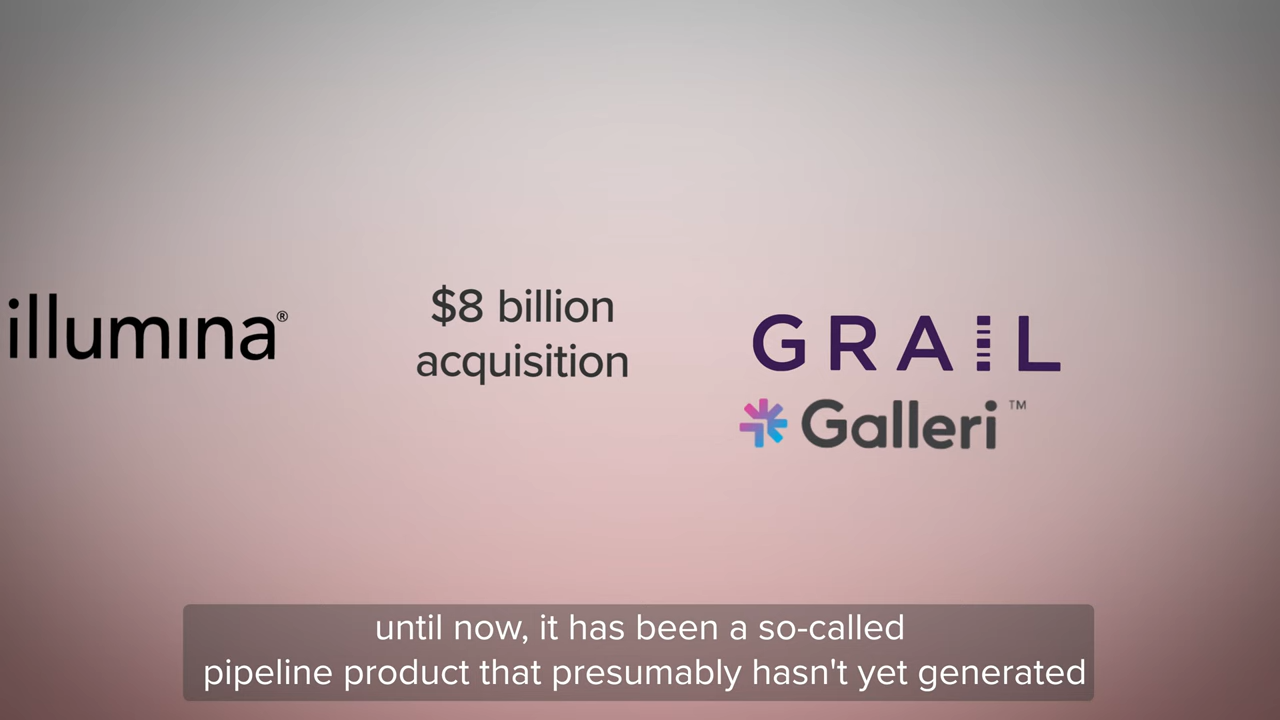 illumina®
$8 billion
acquisition
GRAIL
Galleri™
until now, it has been a so-called
pipeline product that presumably hasn't yet generated